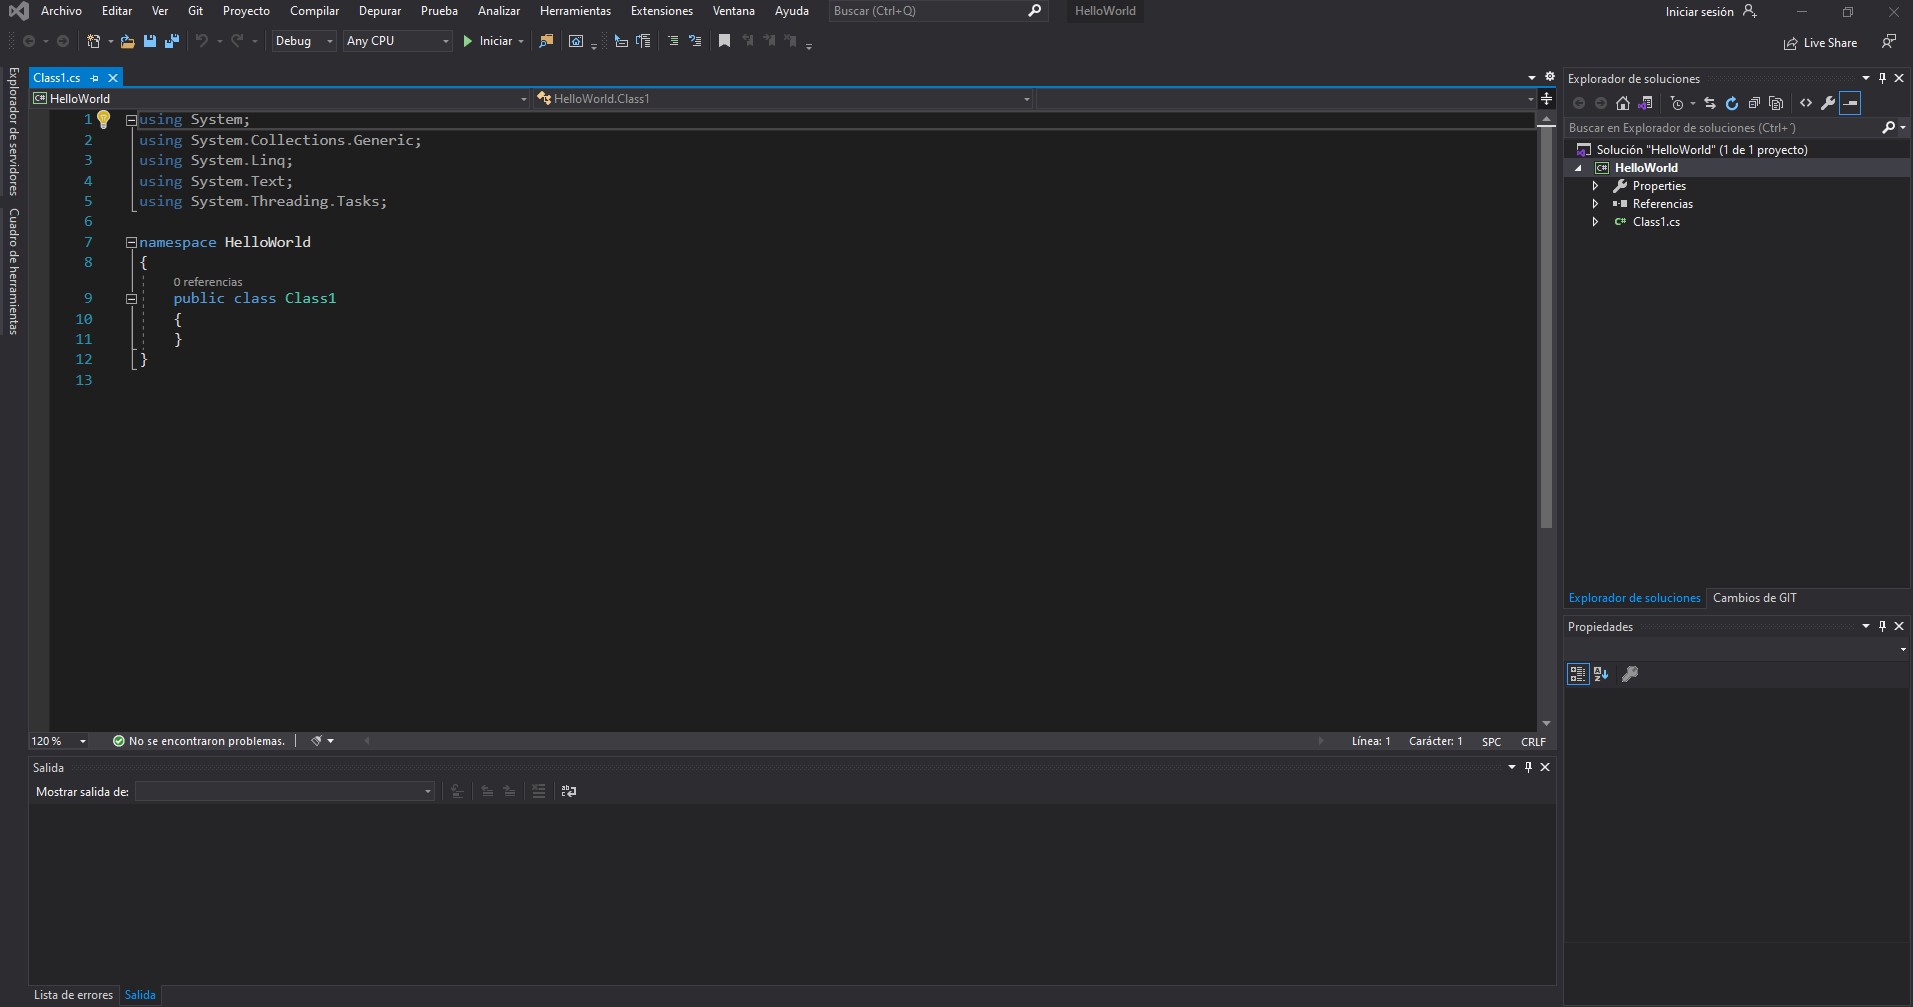 Archivo Editar Ver Git Proyecto Compilar Depurar Prueba Analizar Herramientas Extensiones Ventana Ayuda Buscar (Ctrl+Q) HelloWorld Iniciar sesión
Debug Any CPU Iniciar Live Share
Explorador de servidores
Cuadro de herramientas
Class1.cs
HelloWorld HelloWorld.Class1
1 using System;
2 using System.Collections.Generic;
3 using System.Linq;
4 using System.Text;
5 using System.Threading.Tasks;
6
7 namespace HelloWorld
8 {
0 referencias
9 public class Class1
10 {
11 }
12 }
13
120 % No se encontraron problemas. Línea: 1 Carácter: 1 SPC CRLF
Salida
Mostrar salida de:
Lista de errores Salida
Explorador de soluciones
Buscar en Explorador de soluciones (Ctrl+´)
Solución "HelloWorld" (1 de 1 proyecto)
C# HelloWorld
Properties
Referencias
C# Class1.cs
Explorador de soluciones Cambios de GIT
Propiedades